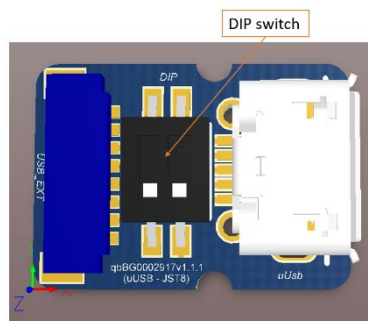 DIP switch
DIP
USB_EXT
qbBG0002917v1.1.1
(uUSB - JST8)
uUsb
Z